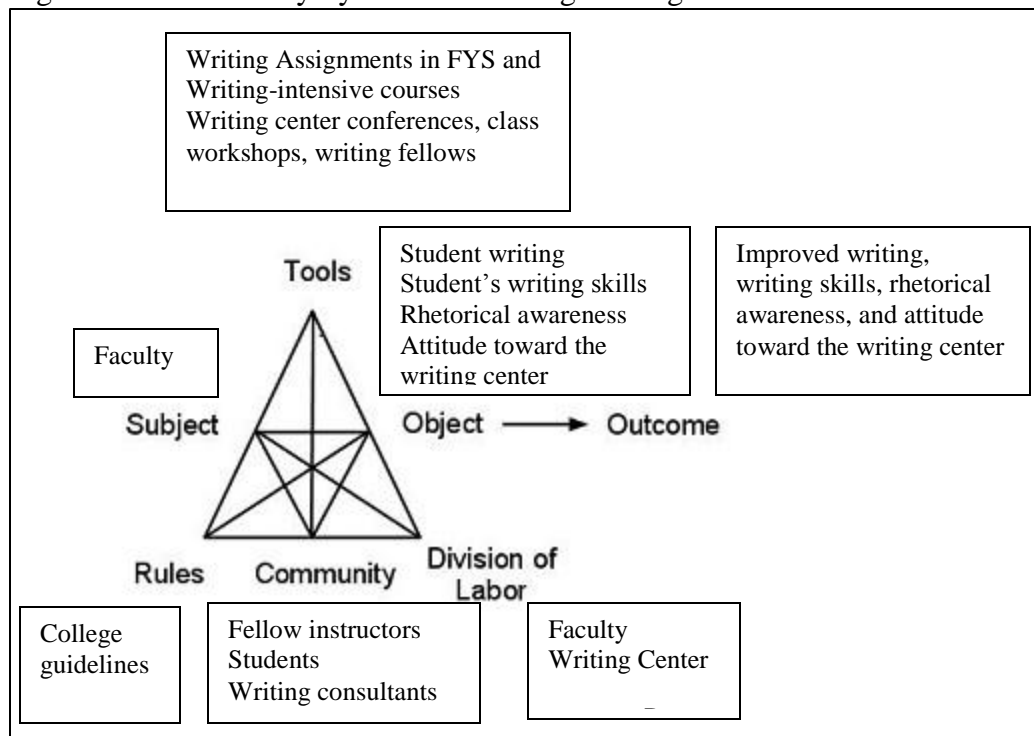 Writing Assignments in FYS and
Writing-intensive courses
Writing center conferences, class
workshops, writing fellows
Tools
Student writing
Student's writing skills
Rhetorical awareness
Attitude toward the
writing center
Improved writing,
writing skills, rhetorical
awareness, and attitude
toward the writing center
Faculty
Subject
Object
Outcome
Rules
Community
Division of
Labor
College
guidelines
Fellow instructors
Students
Writing consultants
Faculty
Writing Center